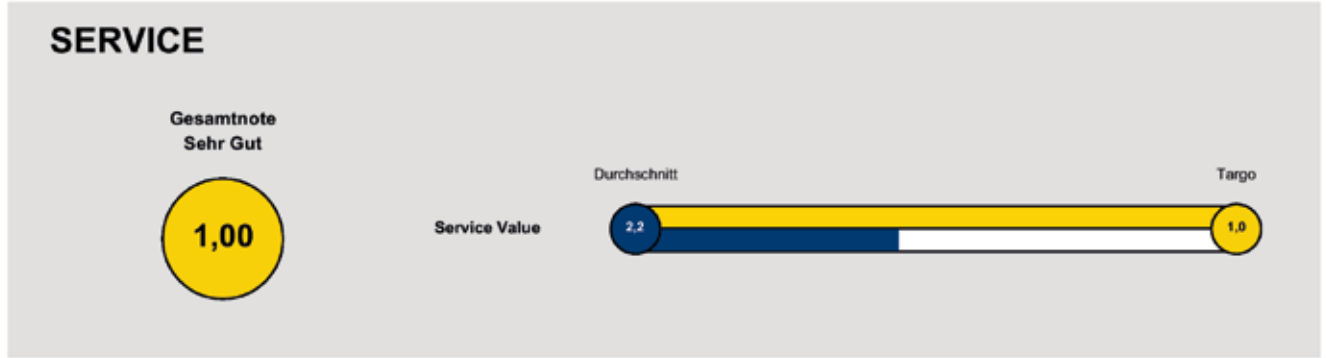 SERVICE
Gesamtnote
Sehr Gut
1,00
Durchschnitt
Targo
Service Value
2,2
1,0